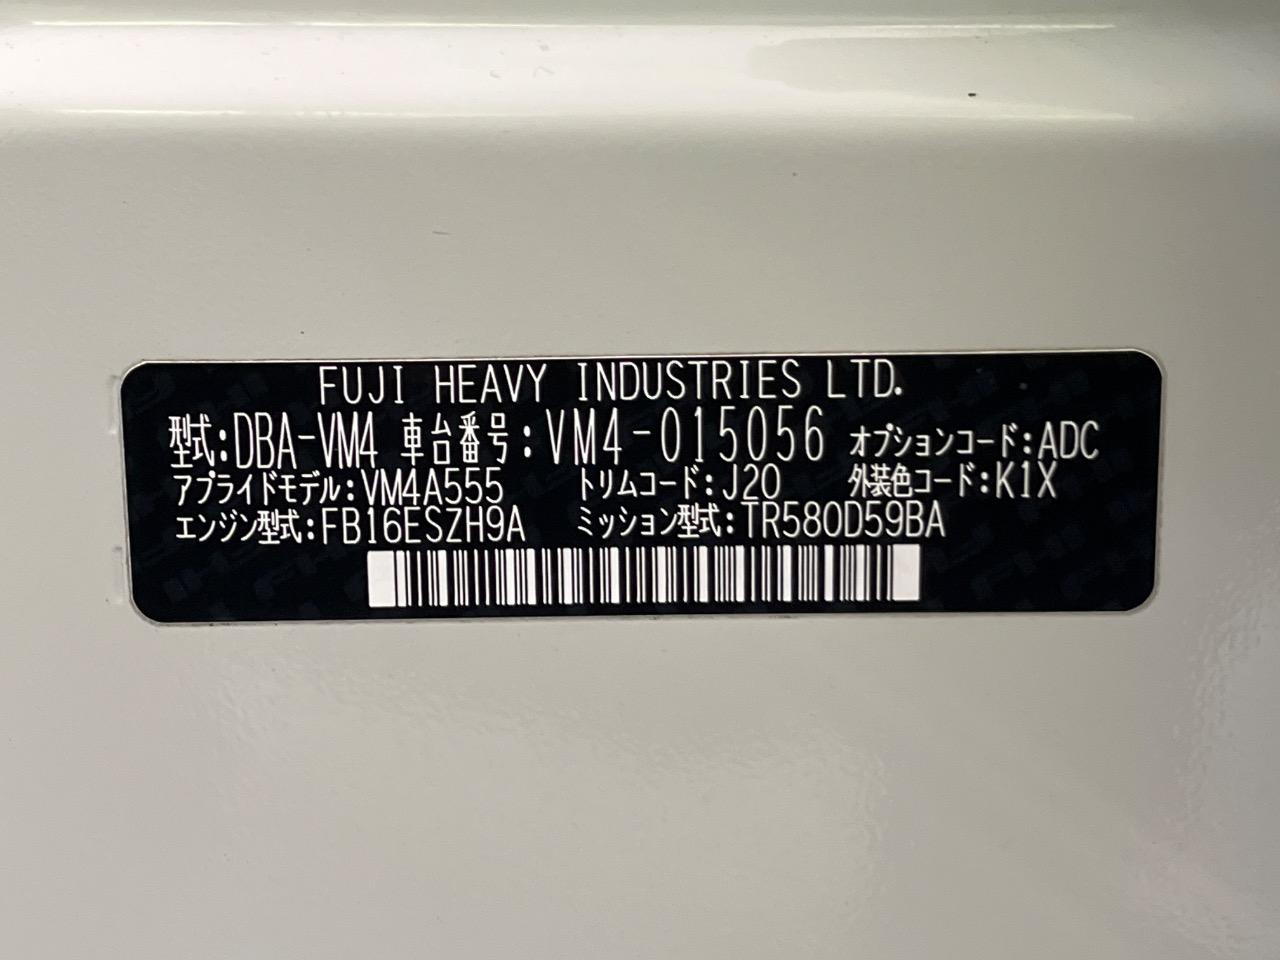 FUJI HEAVY INDUSTRIES LTD.
型式:DBA-VM4 車台番号:VM4-015056 オプションコード:ADC
アプライドモデル:VM4A555 トリムコード:J20 外装色コード:K1X
エンジン型式:FB16ESZH9A ミッション型式:TR580D59BA